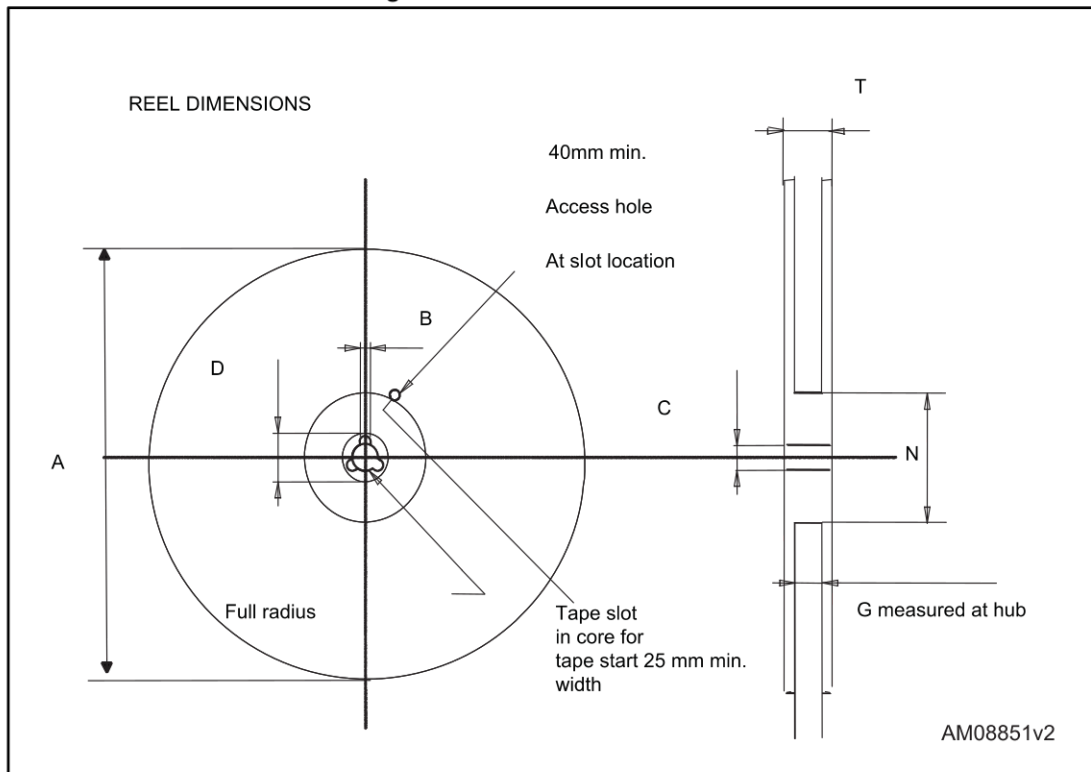 REEL DIMENSIONS
T
40mm min.
Access hole
At slot location
B
D
C
A
N
Full radius
Tape slot
in core for
tape start 25 mm min.
width
G measured at hub
AM08851v2